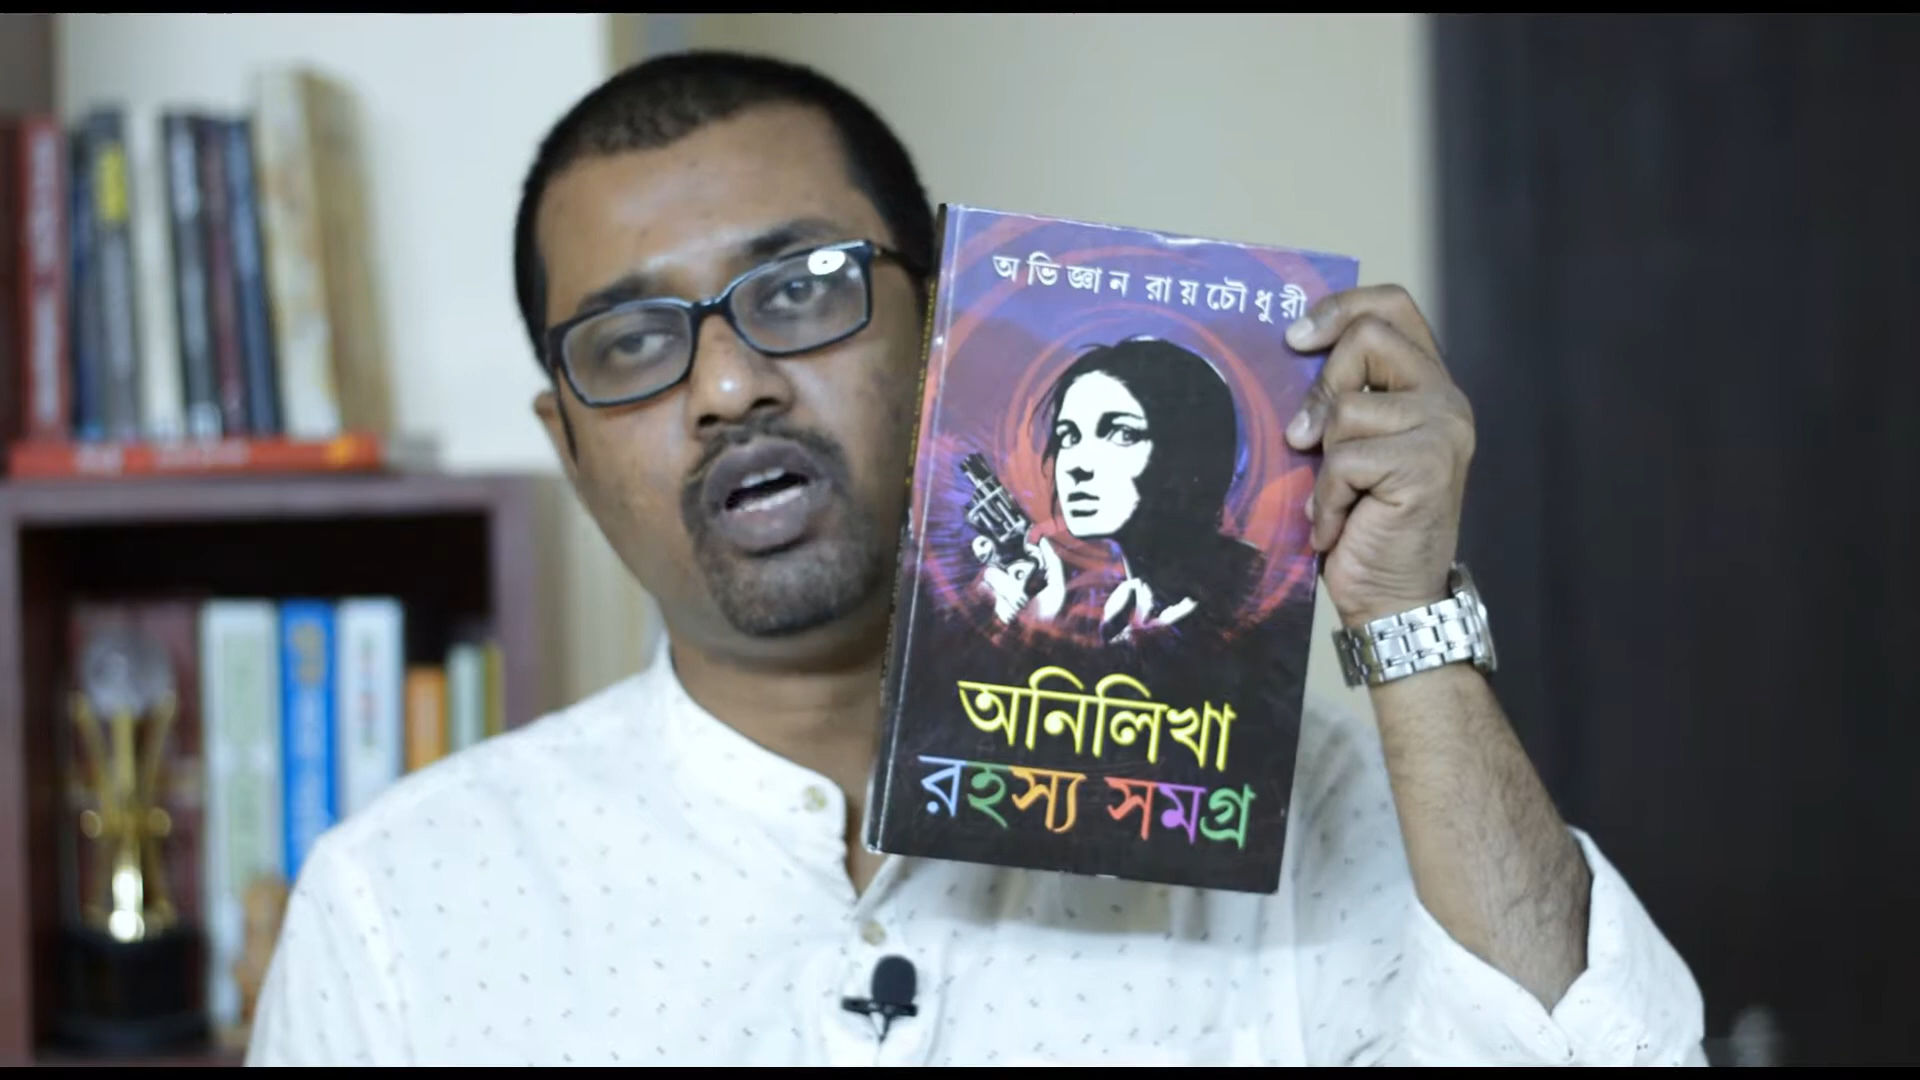 অভিজ্ঞান রায়চৌধুরী
অনিলিখা
রহস্য সমগ্র